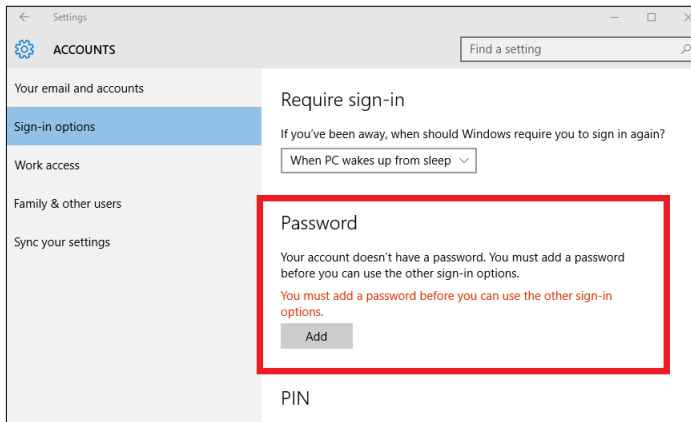 Settings
ACCOUNTS
Find a setting
Your email and accounts
Sign-in options
Work access
Family & other users
Sync your settings
Require sign-in
If you've been away, when should Windows require you to sign in again?
When PC wakes up from sleep
Password
Your account doesn't have a password. You must add a password
before you can use the other sign-in options.
You must add a password before you can use the other sign-in
options.
Add
PIN